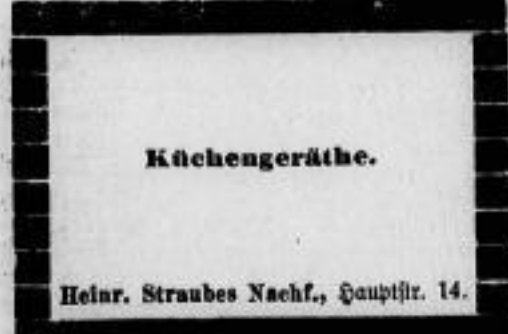 Küchengeräthe.
Heinr. Straubes Nachf., Hauptstr. 14.